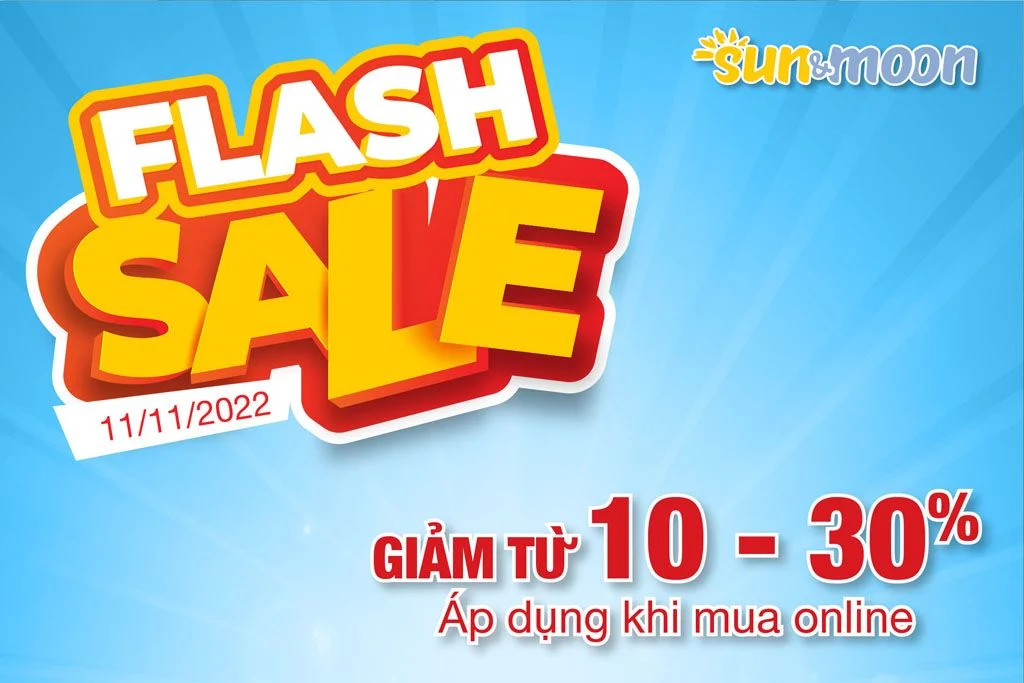 sun&moon
FLASH
SALE
11/11/2022
GIẢM TỪ 10 - 30%
Áp dụng khi mua online